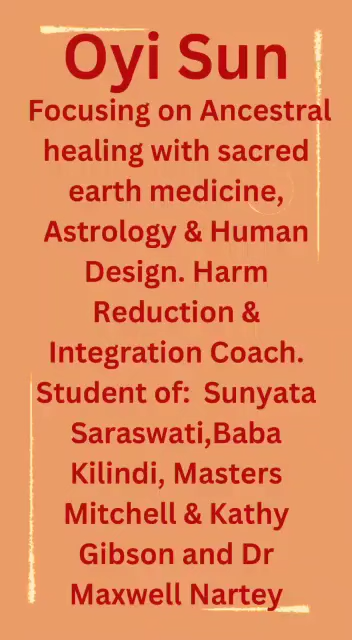 Oyi Sun
Focusing on Ancestral
healing with sacred
earth medicine,
Astrology & Human
Design. Harm
Reduction &
Integration Coach.
Student of:  Sunyata
Saraswati,Baba
Kilindi, Masters
Mitchell & Kathy
Gibson and Dr
Maxwell Nartey